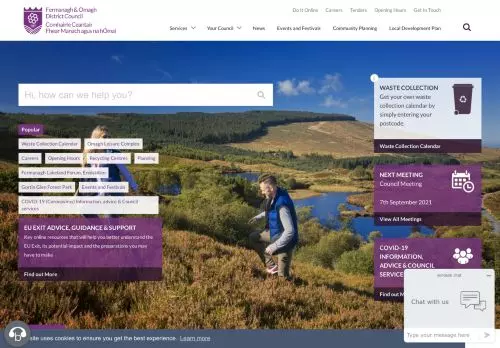 Fermanagh & Omagh
District Council
Comhairle Ceantair
Fhear Manach agus na hÓmaí
Do It Online
Careers
Tenders
Opening Hours
Get In Touch
Services
Your Council
News
Events and Festivals
Community Planning
Local Development Plan
Hi, how can we help you?
Popular
Waste Collection Calendar
Omagh Leisure Complex
Careers
Opening Hours
Recycling Centres
Planning
Fermanagh Lakeland Forum, Enniskillen
Gortin Glen Forest Park
Events and Festivals
COVID-19 (Coronavirus) Information, advice & Council
services
EU EXIT ADVICE, GUIDANCE & SUPPORT
Key online resources that will help you better understand the
EU Exit, its potential impact and the preparations you may
have to make
Find out More
WASTE COLLECTION
Get your own waste
collection calendar by
simply entering your
postcode.
Waste Collection Calendar
NEXT MEETING
Council Meeting
7th September 2021
View All Meetings
COVID-19
INFORMATION,
ADVICE & COUNCIL
SERVICE
Find out More
Chat with us
Type your message here
site uses cookies to ensure you get the best experience. Learn more